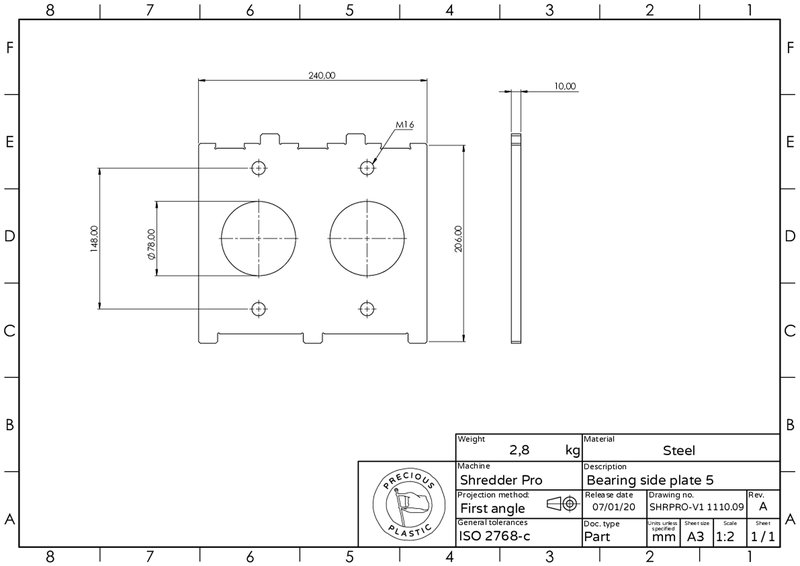 8 7 6 5 4 3 2 1
F F
E E
D D
C C
B B
A A
240,00
10,00
M16
148,00
Ø78,00
206,00
Weight
2,8 kg
Material
Steel
Machine
Shredder Pro
Description
Bearing side plate 5
Projection method:
First angle
Release date
07/01/20
Drawing no.
SHRPRO-V1 1110.09
Rev.
A
General tolerances
ISO 2768-c
Doc. type
Part
Units unless
specified
mm
Sheet size
A3
Scale
1:2
Sheet
1 / 1
PRECIOUS
PLASTIC
8 7 6 5 3 2 1